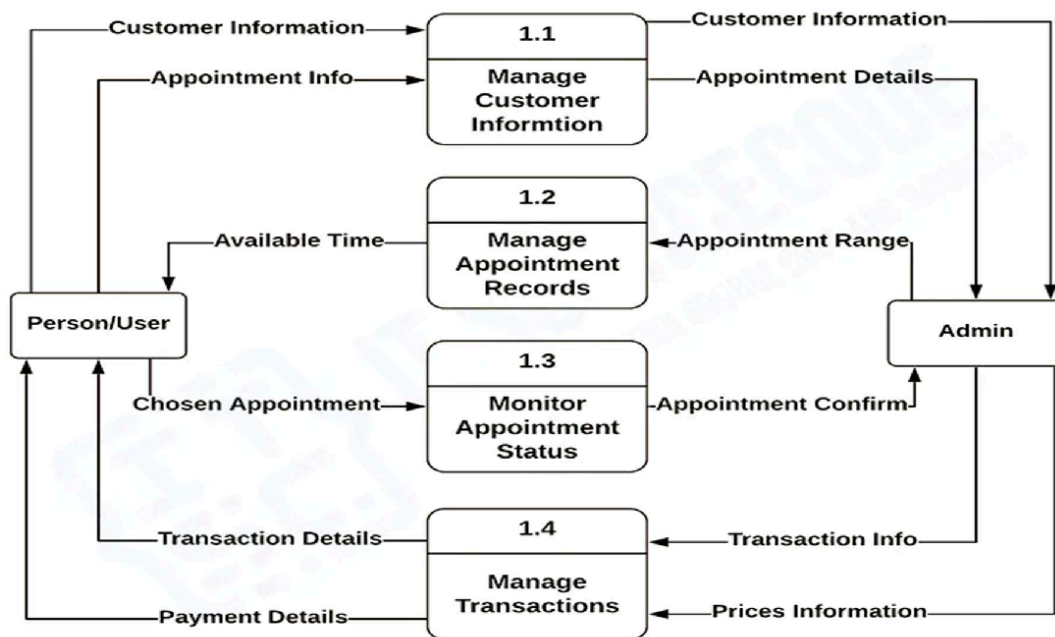 Customer Information
1.1
Customer Information
Appointment Info
Manage
Customer
Informtion
Appointment Details
1.2
Available Time
Manage
Appointment
Records
Appointment Range
Person/User
Admin
1.3
Chosen Appointment
Monitor
Appointment
Status
Appointment Confirm
1.4
Transaction Details
Transaction Info
Manage
Transactions
Payment Details
Prices Information